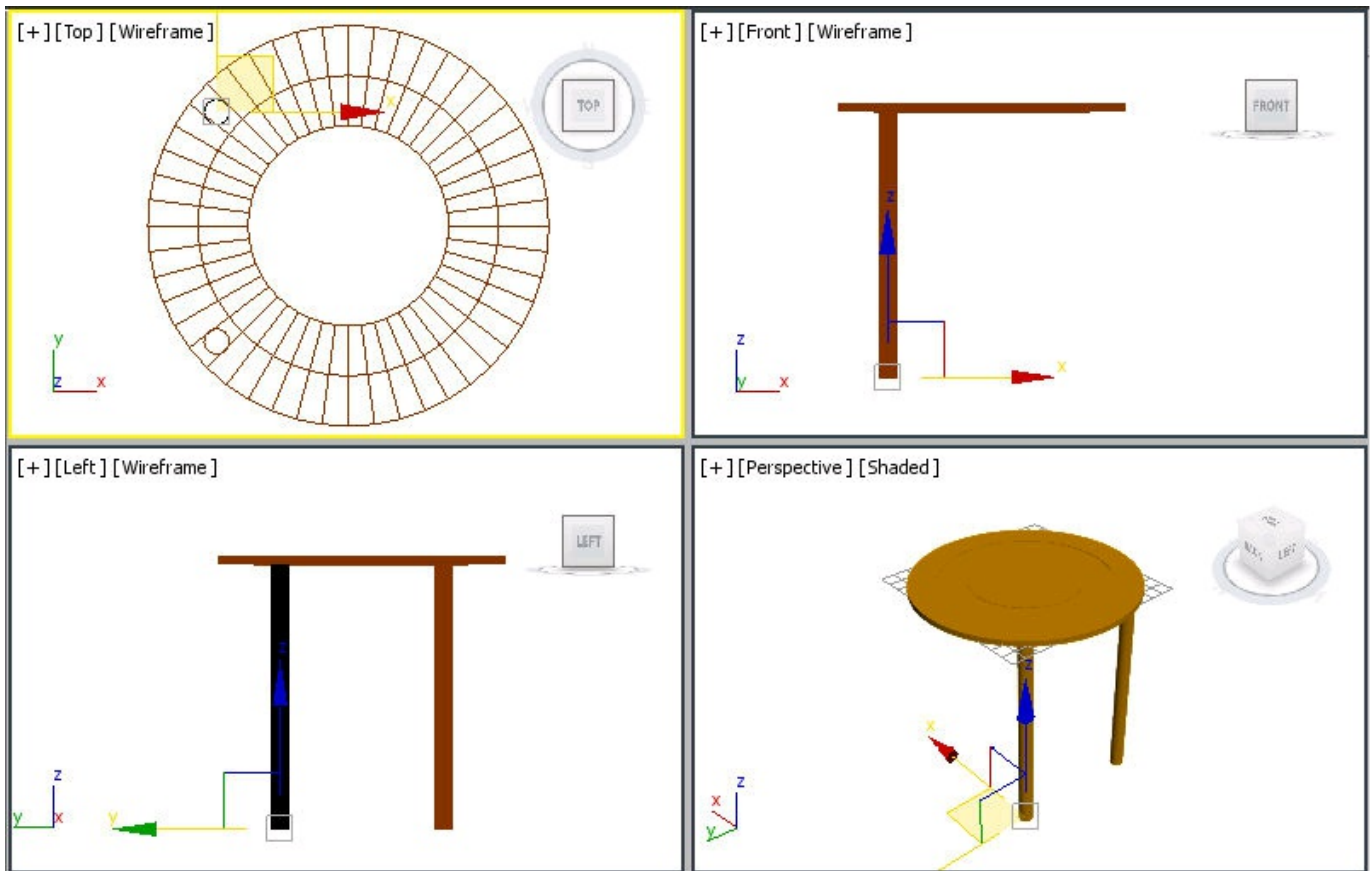 [+][Top][Wireframe]
TOP
x
y
z
x
[+][Front][Wireframe]
FRONT
z
x
z
y
x
[+][Left][Wireframe]
LEFT
z
y
z
y
x
[+][Perspective][Shaded]
LEFT
z
x
z
x
y